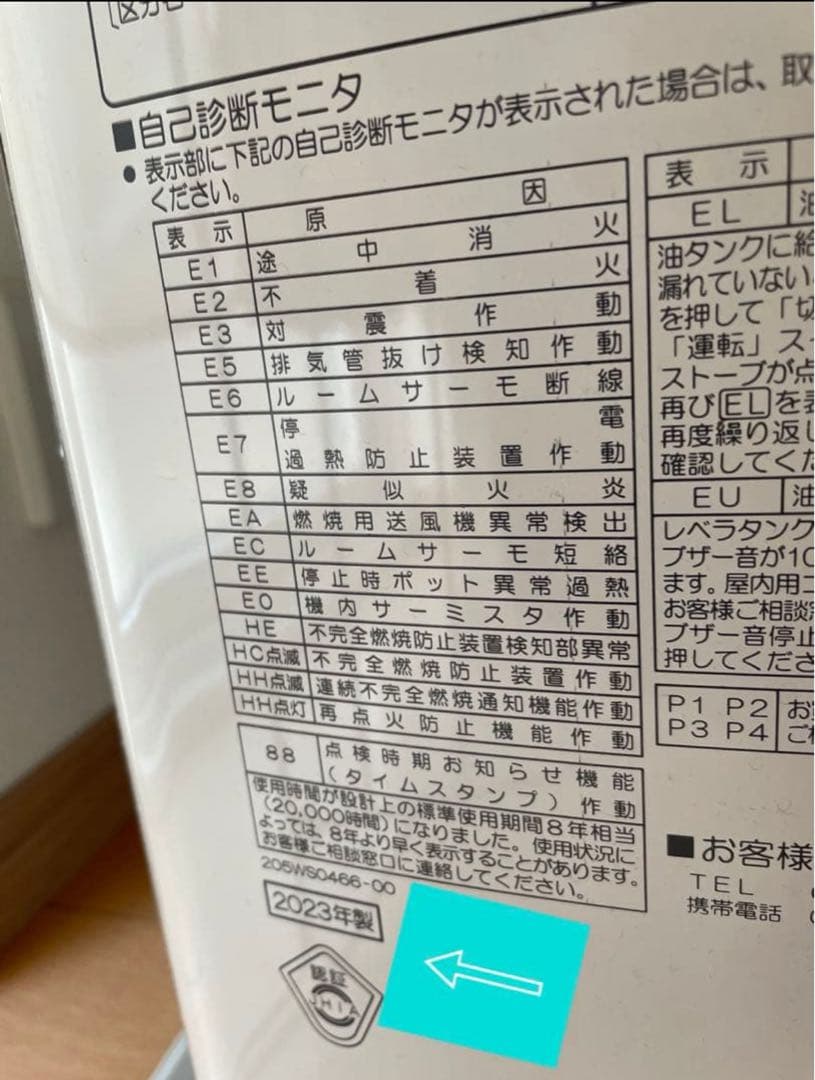 ■自己診断モニタ
● 表示部に下記の自己診断モニタが表示された場合は、取
ください。
表示 原因
E1 途中消火
E2 不着火
E3 対震作動
E5 排気管抜け検知作動
E6 ルームサーモ断線
E7 停電
過熱防止装置作動
E8 疑似火炎
EA 燃焼用送風機異常検出
EC ルームサーモ短絡
EE 停止時ポット異常過熱
E0 機内サーミスタ作動
HE 不完全燃焼防止装置検知部異常
HC点滅 不完全燃焼防止装置作動
HH点滅 連続不完全燃焼通知機能作動
HH点灯 再点火防止機能作動
88 点検時期お知らせ機能
(タイムスタンプ)作動
使用時間が設計上の標準使用期間8年相当
(20,000時間)になりました。使用状況に
よっては、8年より早く表示することがあります。
お客様ご相談窓口に連絡してください。
205WS0466-00
2023年製
認証
JHIA
表示
EL 油
油タンクに給
漏れていない
を押して「切
「運転」ス
ストーブが点
再びELを表
再度繰り返し
確認してくだ
EU 油
レベラタンク
ブザー音が10
ます。屋内用
お客様ご相談窓
ブザー音停止
押してくださ
P1 P2 お客
P3 P4 ご相
■お客様
TEL
携帯電話